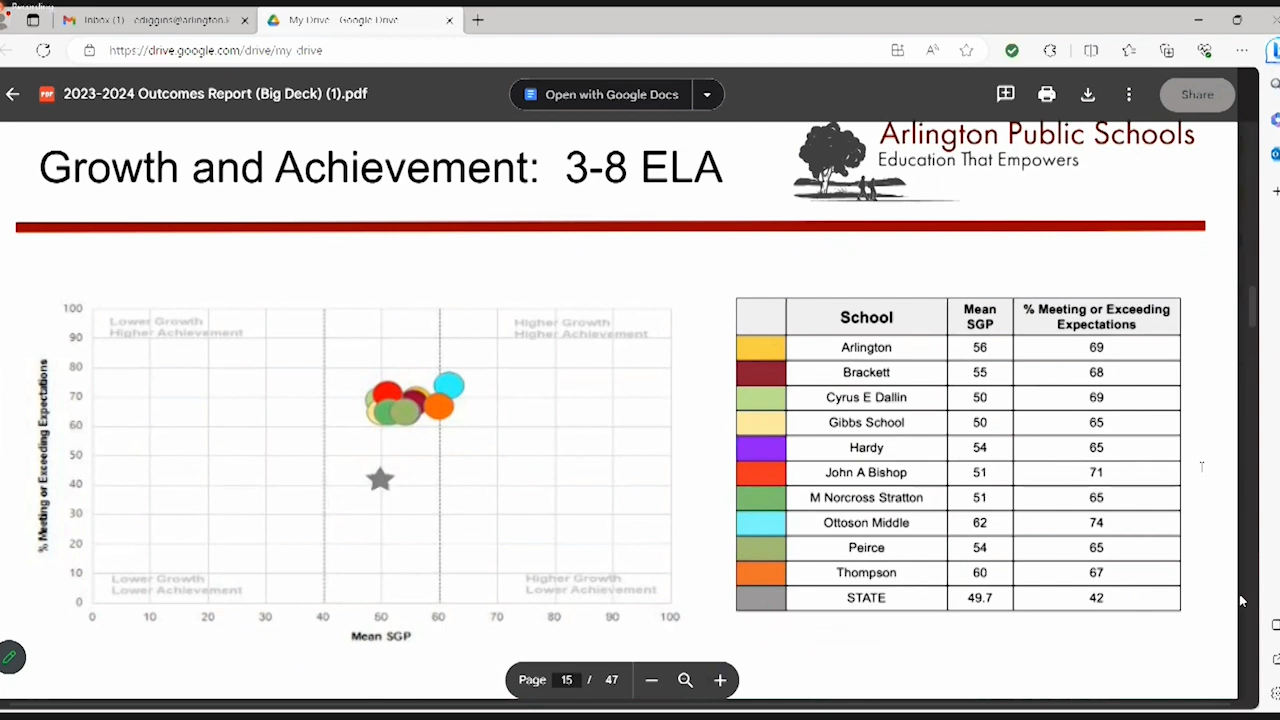 Recording
Inbox (1) - cdiggins@arlington.k
My Drive - Google Drive
https://drive.google.com/drive/my-drive
PDF 2023-2024 Outcomes Report (Big Deck) (1).pdf
Open with Google Docs
Share
Growth and Achievement: 3-8 ELA
Arlington Public Schools
Education That Empowers
100
90
80
70
60
50
40
30
20
10
0
% Meeting or Exceeding Expectations
Lower Growth
Higher Achievement
Higher Growth
Higher Achievement
Lower Growth
Lower Achievement
Higher Growth
Lower Achievement
0 10 20 30 40 50 60 70 80 90 100
Mean SGP
School Mean SGP % Meeting or Exceeding Expectations
Arlington 56 69
Brackett 55 68
Cyrus E Dallin 50 69
Gibbs School 50 65
Hardy 54 65
John A Bishop 51 71
M Norcross Stratton 51 65
Ottoson Middle 62 74
Peirce 54 65
Thompson 60 67
STATE 49.7 42
Page 15 / 47